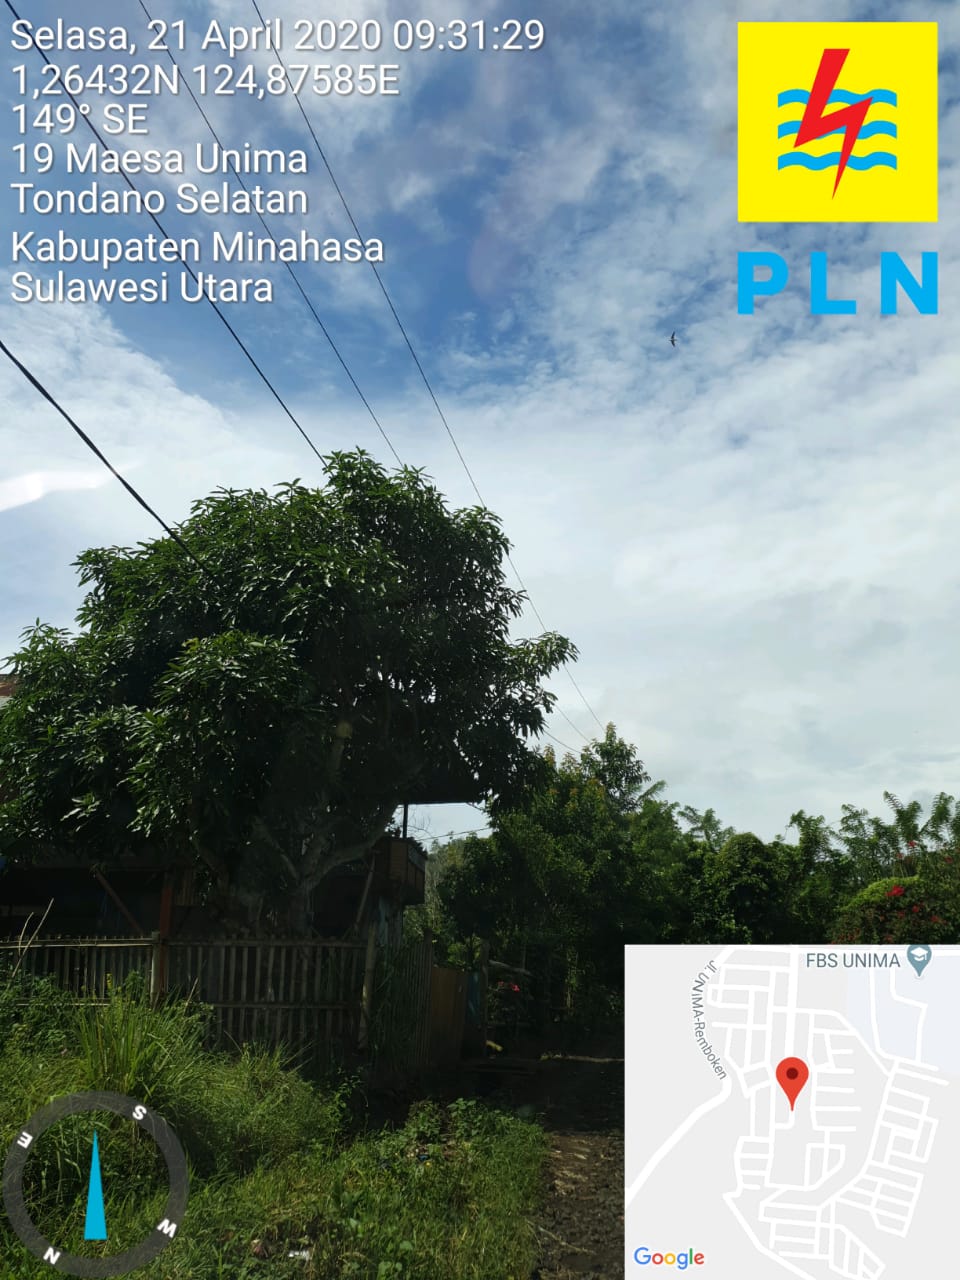 Selasa, 21 April 2020 09:31:29
1,26432N 124,87585E
149° SE
19 Maesa Unima
Tondano Selatan
Kabupaten Minahasa
Sulawesi Utara
PLN
FBS UNIMA
Jl. UNIMA-Remboken
S
E
W
N
Google